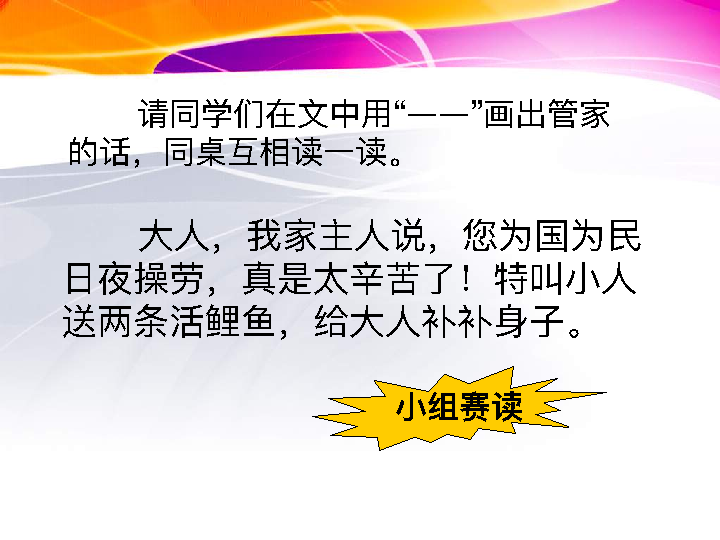 请同学们在文中用“——”画出管家
的话，同桌互相读一读。
大人，我家主人说，您为国为民
日夜操劳，真是太辛苦了！特叫小人
送两条活鲤鱼，给大人补补身子。
小组赛读